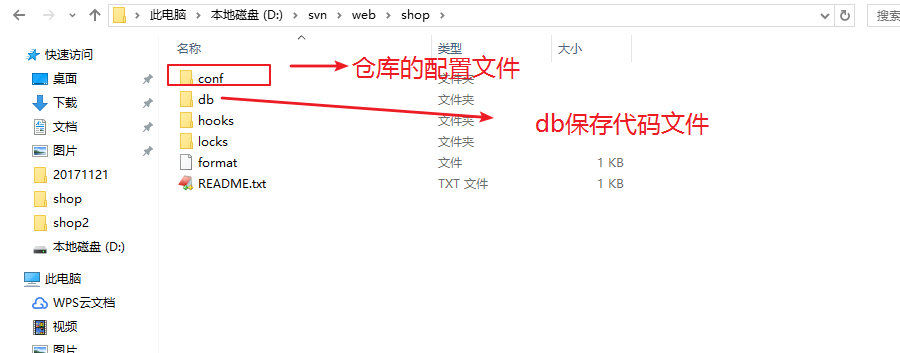 此电脑 › 本地磁盘 (D:) › svn › web › shop ›
搜索
名称 类型 大小
快速访问
桌面
下载
文档
图片
20171121
shop
shop2
本地磁盘 (D:)
此电脑
WPS云文档
视频
图片
conf 文件夹
仓库的配置文件
db 文件夹
db保存代码文件
hooks 文件夹
locks 文件夹
format 文件 1 KB
README.txt TXT 文件 1 KB